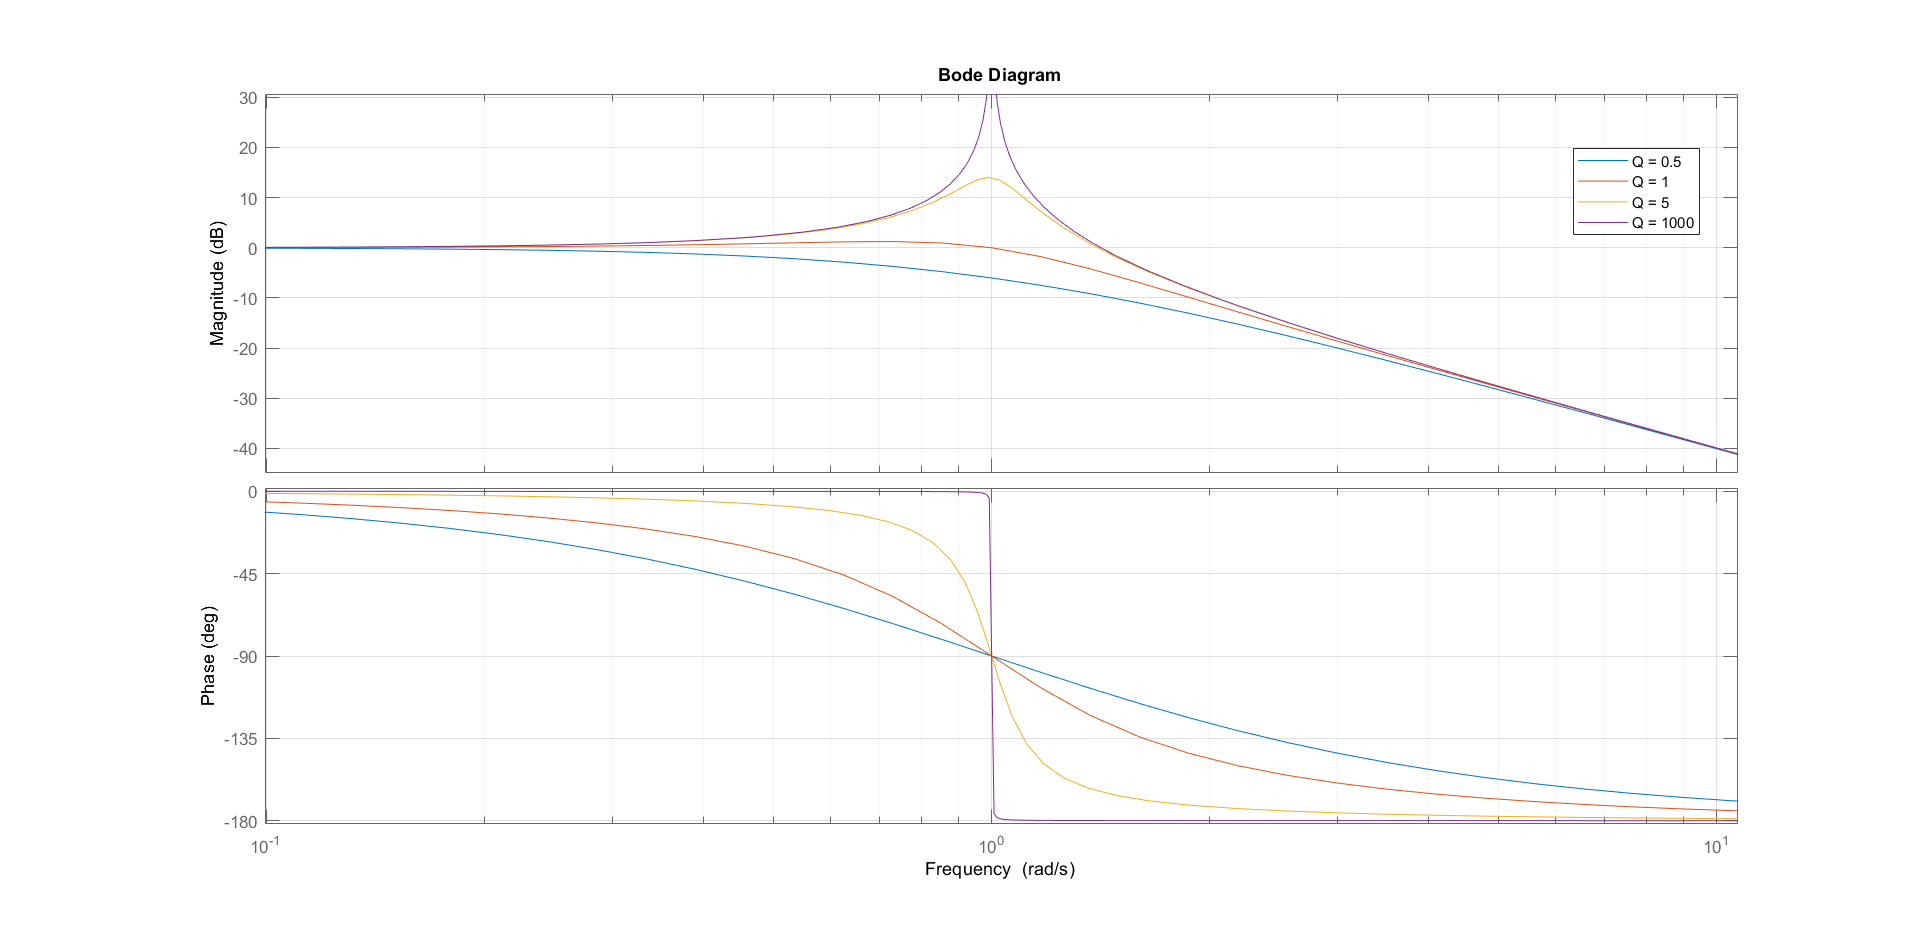 Bode Diagram
30
20
10
0
-10
-20
-30
-40
Magnitude (dB)
Q = 0.5
Q = 1
Q = 5
Q = 1000
0
-45
-90
-135
-180
Phase (deg)
10^-1 10^0 10^1
Frequency (rad/s)